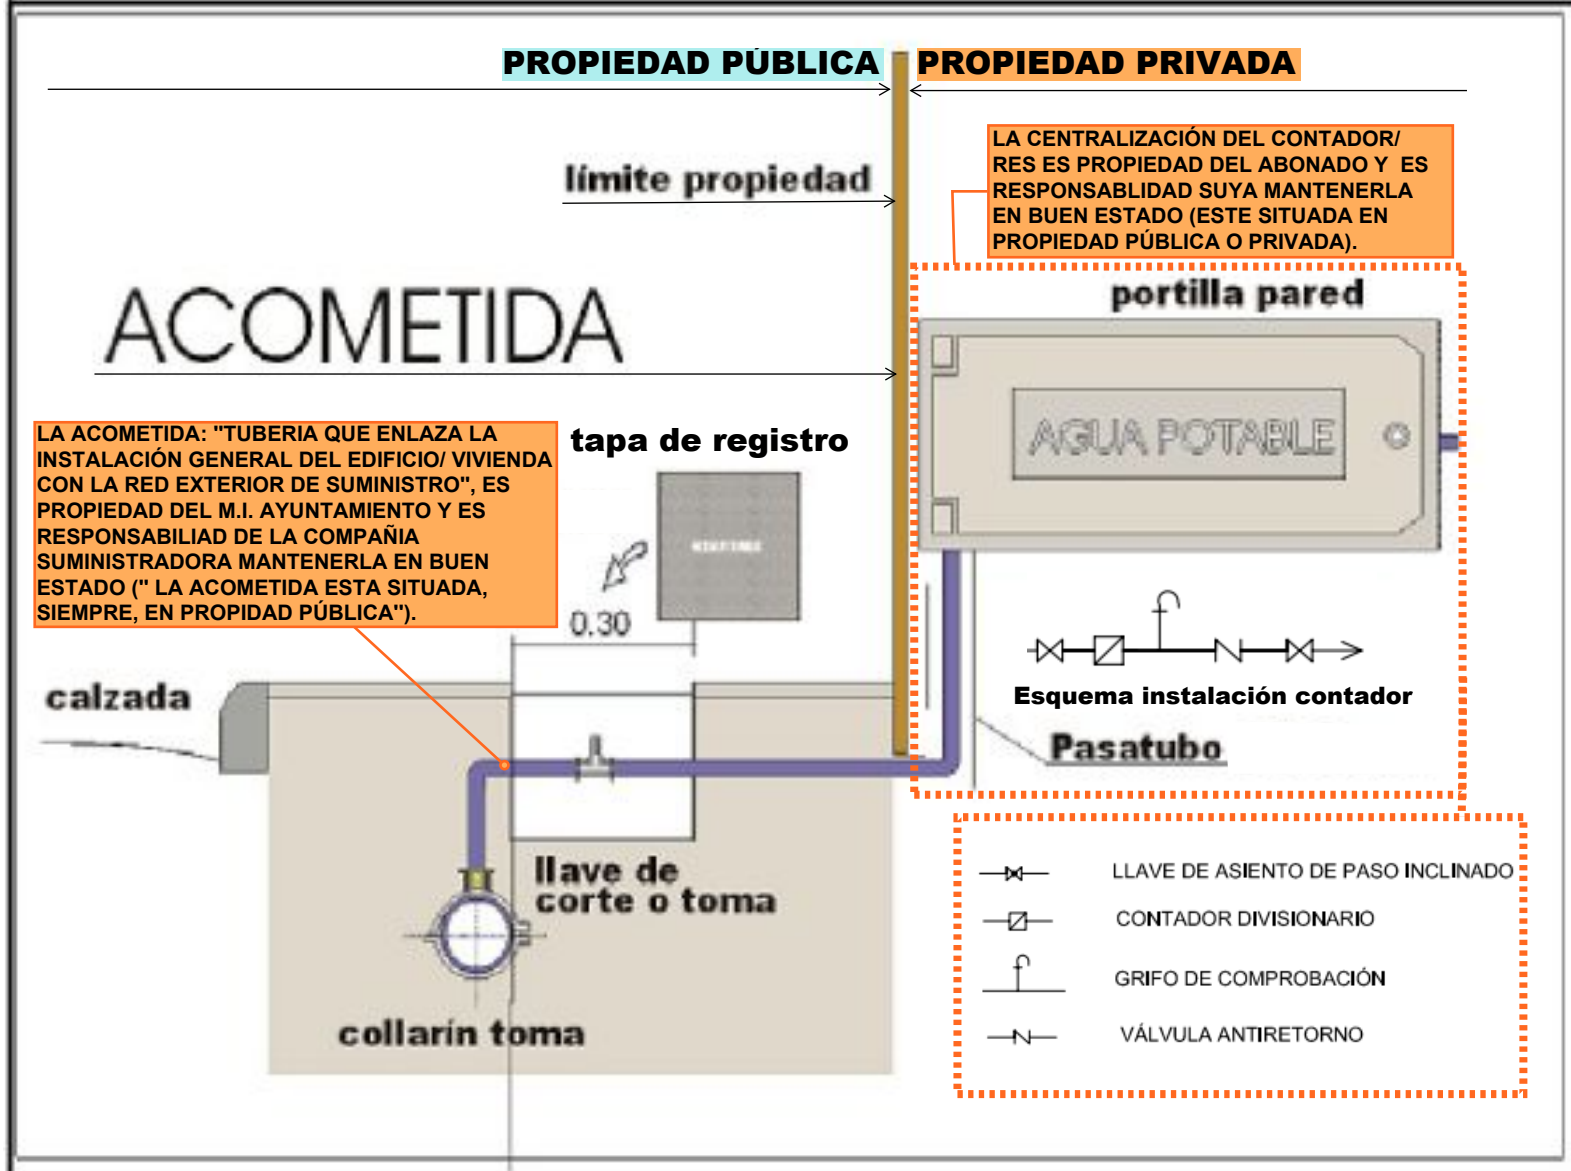 PROPIEDAD PÚBLICA
PROPIEDAD PRIVADA
límite propiedad
LA CENTRALIZACIÓN DEL CONTADOR/
RES ES PROPIEDAD DEL ABONADO Y ES
RESPONSABLIDAD SUYA MANTENERLA
EN BUEN ESTADO (ESTE SITUADA EN
PROPIEDAD PÚBLICA O PRIVADA).
ACOMETIDA
portilla pared
AGUA POTABLE
LA ACOMETIDA: "TUBERIA QUE ENLAZA LA
INSTALACIÓN GENERAL DEL EDIFICIO/ VIVIENDA
CON LA RED EXTERIOR DE SUMINISTRO", ES
PROPIEDAD DEL M.I. AYUNTAMIENTO Y ES
RESPONSABILIAD DE LA COMPAÑIA
SUMINISTRADORA MANTENERLA EN BUEN
ESTADO (" LA ACOMETIDA ESTA SITUADA,
SIEMPRE, EN PROPIDAD PÚBLICA").
tapa de registro
0.30
calzada
Esquema instalación contador
Pasatubo
llave de
corte o toma
collarín toma
LLAVE DE ASIENTO DE PASO INCLINADO
CONTADOR DIVISIONARIO
GRIFO DE COMPROBACIÓN
VÁLVULA ANTIRETORNO